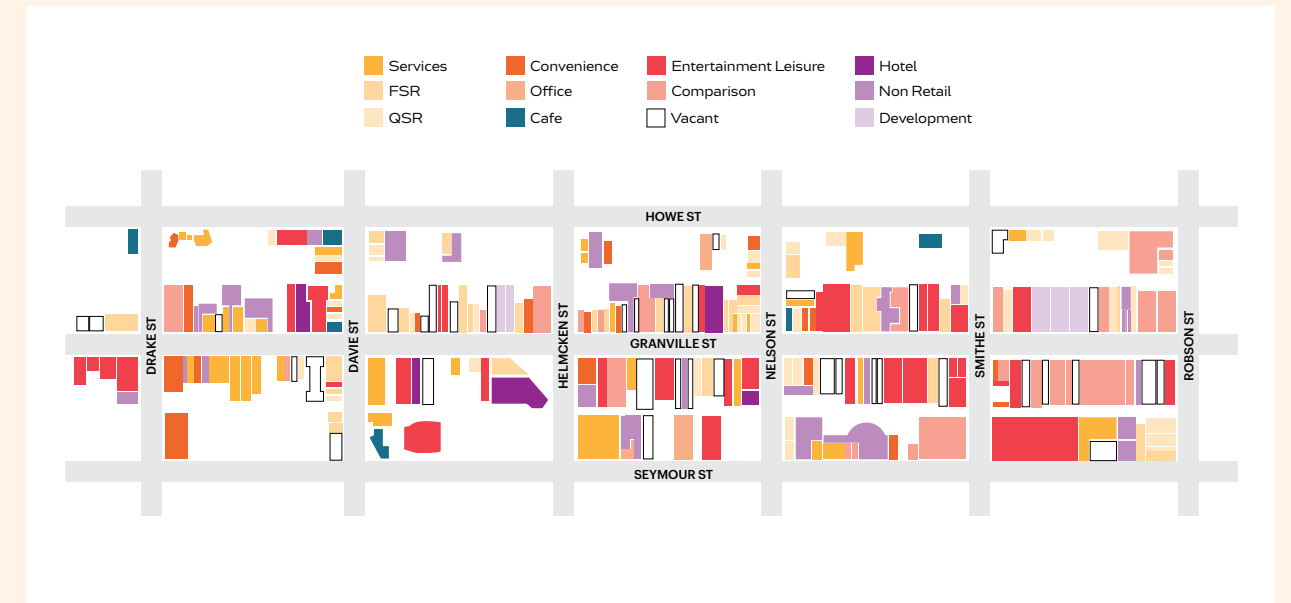 Services
Convenience
Entertainment Leisure
Hotel
FSR
Office
Comparison
Non Retail
QSR
Cafe
Vacant
Development
HOWE ST
DRAKE ST
DAVIE ST
HELMCKEN ST
GRANVILLE ST
NELSON ST
SMITHE ST
ROBSON ST
SEYMOUR ST